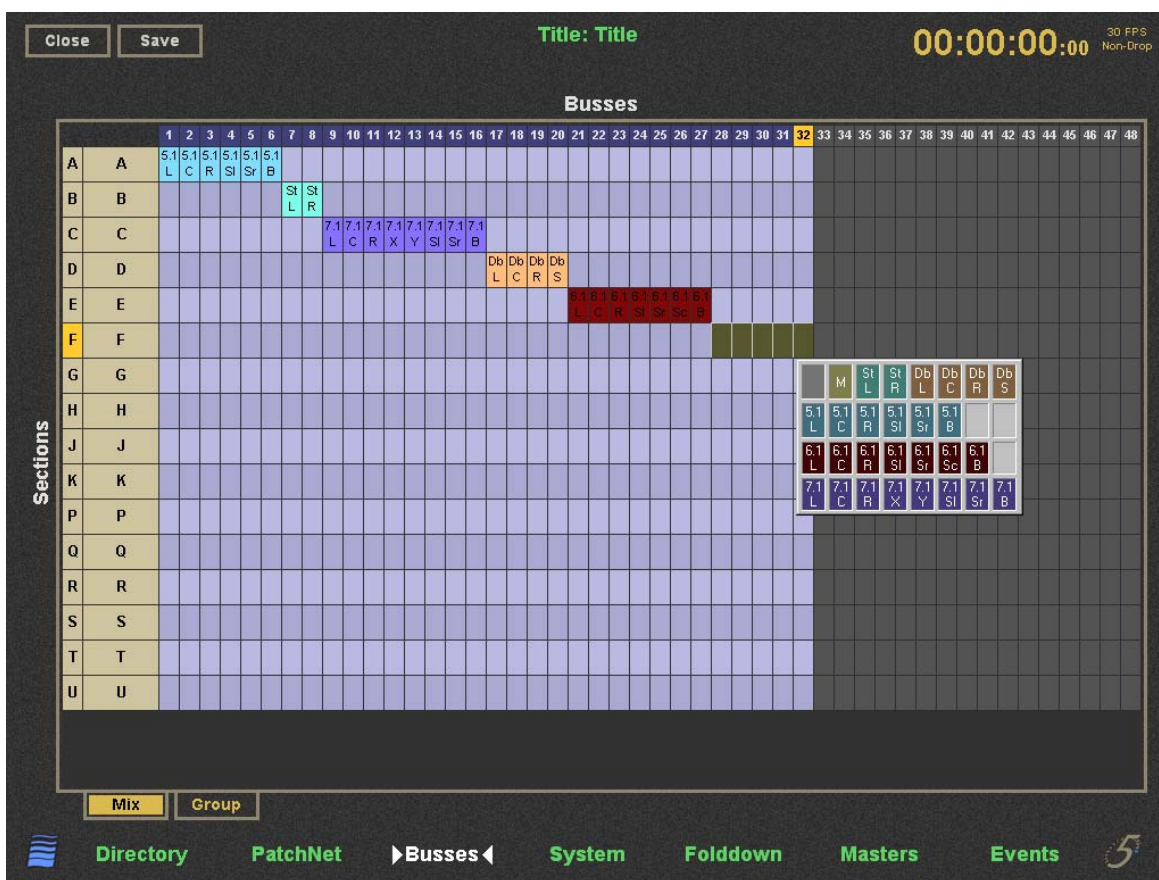 Close Save Title: Title 00:00:00:00 30 FPS
Non-Drop
Busses
1 2 3 4 5 6 7 8 9 10 11 12 13 14 15 16 17 18 19 20 21 22 23 24 25 26 27 28 29 30 31 32 33 34 35 36 37 38 39 40 41 42 43 44 45 46 47 48
A A 5.1 5.1 5.1 5.1 5.1 5.1
L C R Sl Sr B
B B St St
L R
C C 7.1 7.1 7.1 7.1 7.1 7.1 7.1 7.1
L C R X Y Sl Sr B
D D Db Db Db Db
L C R S
E E 6.1 6.1 6.1 6.1 6.1 6.1 6.1
L C R Sl Sr Sc B
F F
G G
H H
J J
K K
P P
Q Q
R R
S S
T T
U U
Sections
M St St Db Db Db Db
L R L C R S
5.1 5.1 5.1 5.1 5.1 5.1
L C R Sl Sr B
6.1 6.1 6.1 6.1 6.1 6.1 6.1
L C R Sl Sr Sc B
7.1 7.1 7.1 7.1 7.1 7.1 7.1 7.1
L C R X Y Sl Sr B
Mix Group
Directory PatchNet Busses System Folddown Masters Events 5